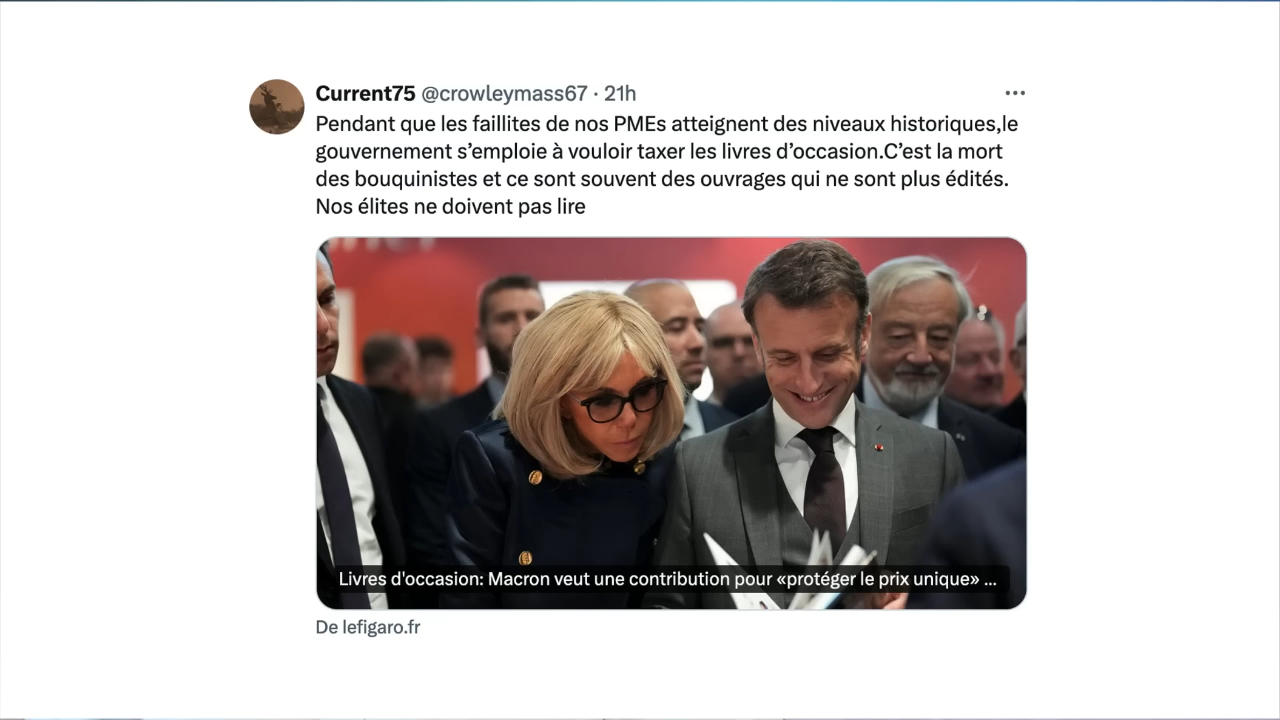 Current75 @crowleymass67 · 21h
Pendant que les faillites de nos PMEs atteignent des niveaux historiques,le
gouvernement s’emploie à vouloir taxer les livres d’occasion.C’est la mort
des bouquinistes et ce sont souvent des ouvrages qui ne sont plus édités.
Nos élites ne doivent pas lire
Livres d'occasion: Macron veut une contribution pour «protéger le prix unique» ...
De lefigaro.fr